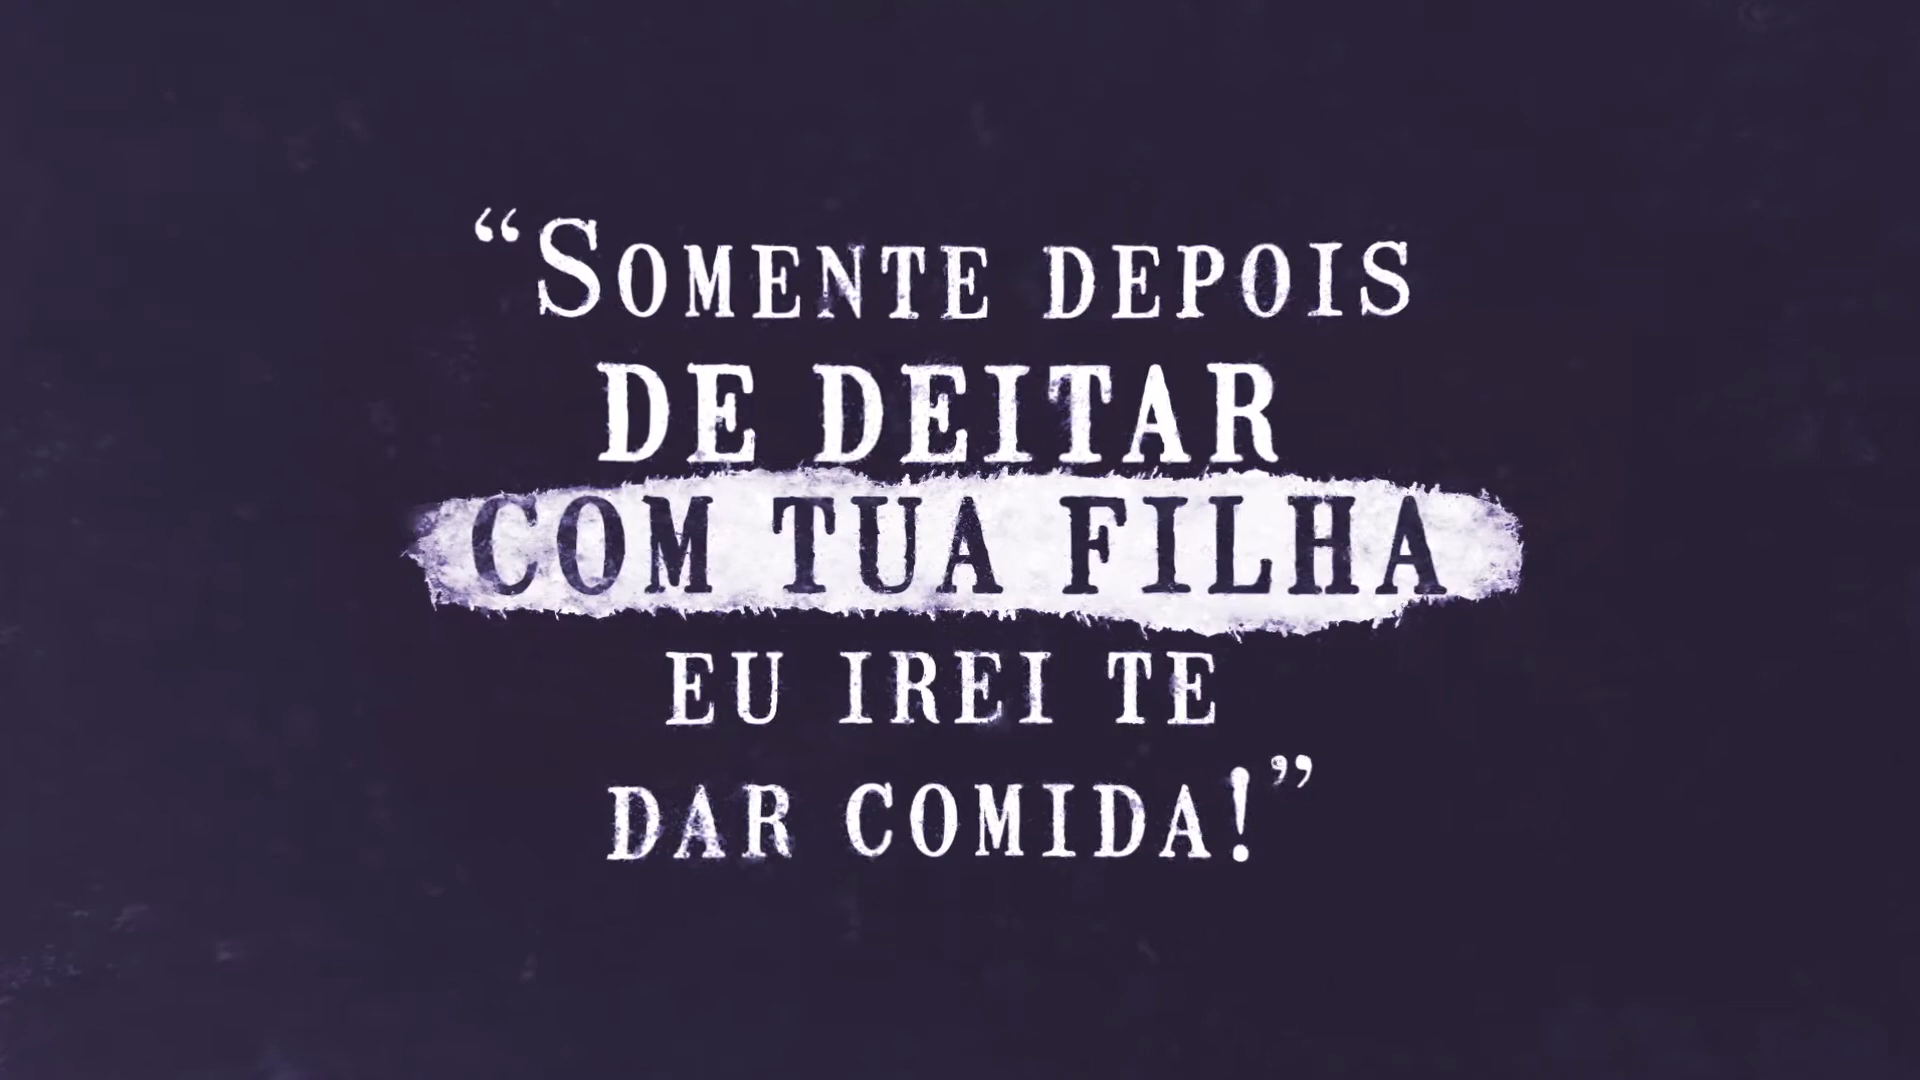 “Somente depois
DE DEITAR
COM TUA FILHA
EU IREI TE
DAR COMIDA!”